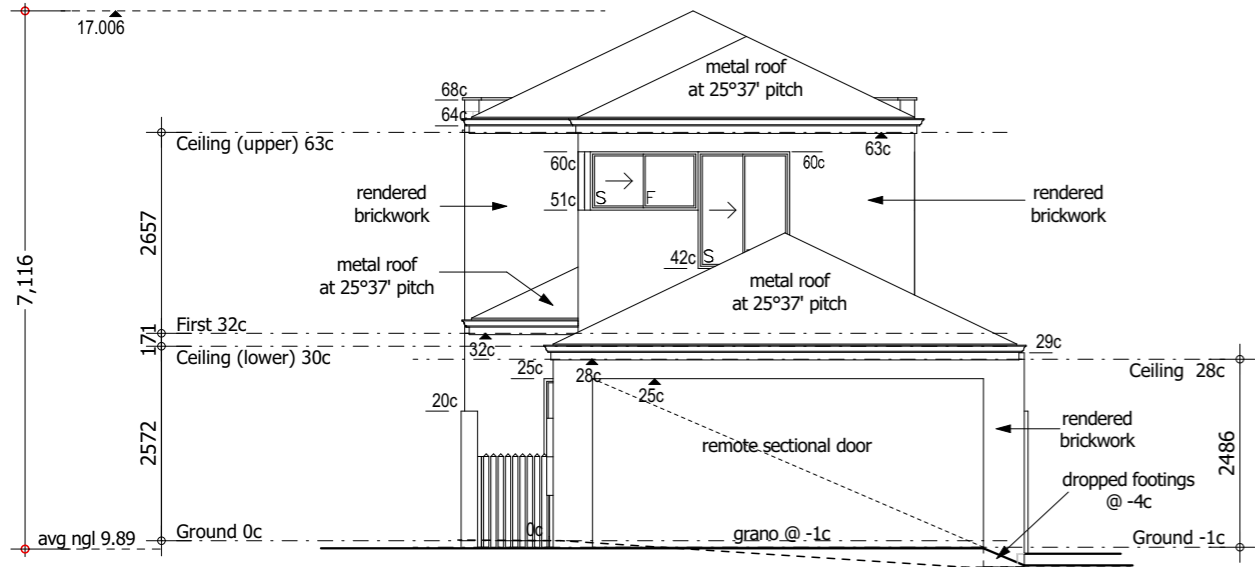 17.006
metal roof
at 25°37' pitch
68c
64c
Ceiling (upper) 63c
63c
60c
60c
rendered
brickwork
S
F
51c
rendered
brickwork
2657
7,116
metal roof
at 25°37' pitch
42c
S
metal roof
at 25°37' pitch
First 32c
171
32c
29c
Ceiling (lower) 30c
25c
28c
25c
Ceiling 28c
20c
rendered
brickwork
remote sectional door
2572
2486
dropped footings
@ -4c
avg ngl 9.89
Ground 0c
0c
grano @ -1c
Ground -1c